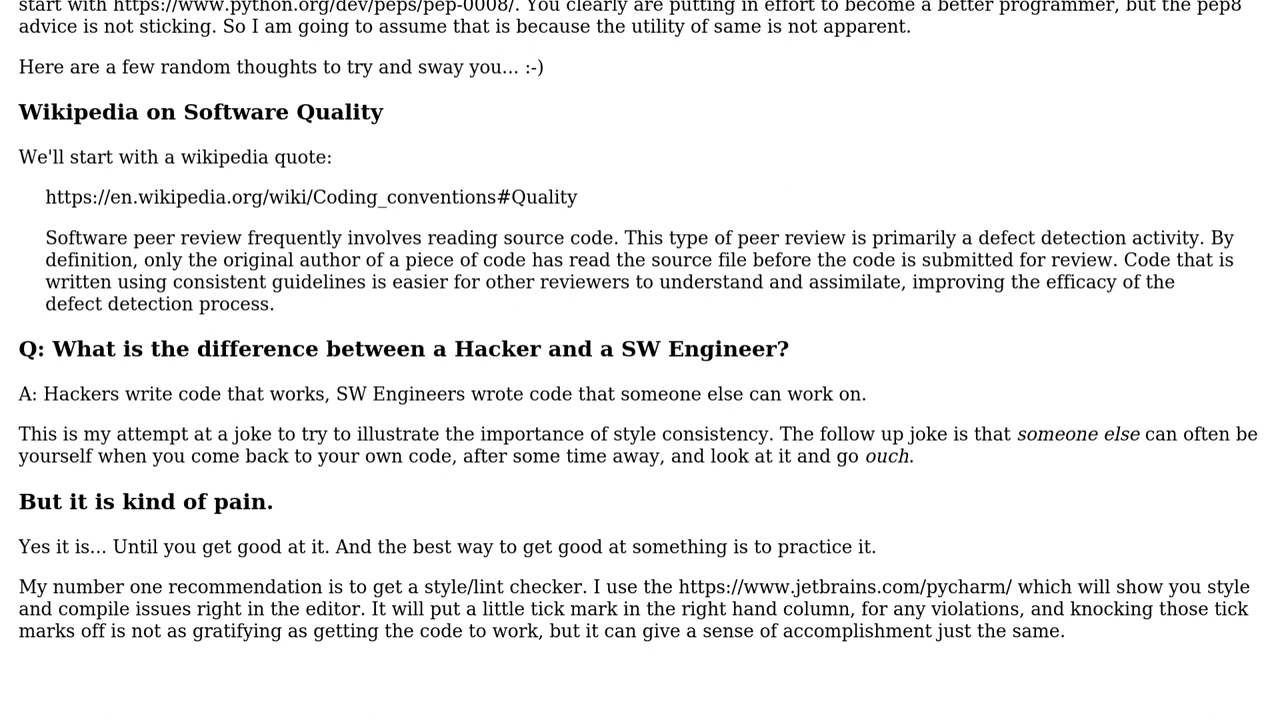 start with https://www.python.org/dev/peps/pep-0008/. You clearly are putting in effort to become a better programmer, but the pep8
advice is not sticking. So I am going to assume that is because the utility of same is not apparent.
Here are a few random thoughts to try and sway you... :-)
Wikipedia on Software Quality
We'll start with a wikipedia quote:
https://en.wikipedia.org/wiki/Coding_conventions#Quality
Software peer review frequently involves reading source code. This type of peer review is primarily a defect detection activity. By
definition, only the original author of a piece of code has read the source file before the code is submitted for review. Code that is
written using consistent guidelines is easier for other reviewers to understand and assimilate, improving the efficacy of the
defect detection process.
Q: What is the difference between a Hacker and a SW Engineer?
A: Hackers write code that works, SW Engineers wrote code that someone else can work on.
This is my attempt at a joke to try to illustrate the importance of style consistency. The follow up joke is that someone else can often be
yourself when you come back to your own code, after some time away, and look at it and go ouch.
But it is kind of pain.
Yes it is... Until you get good at it. And the best way to get good at something is to practice it.
My number one recommendation is to get a style/lint checker. I use the https://www.jetbrains.com/pycharm/ which will show you style
and compile issues right in the editor. It will put a little tick mark in the right hand column, for any violations, and knocking those tick
marks off is not as gratifying as getting the code to work, but it can give a sense of accomplishment just the same.